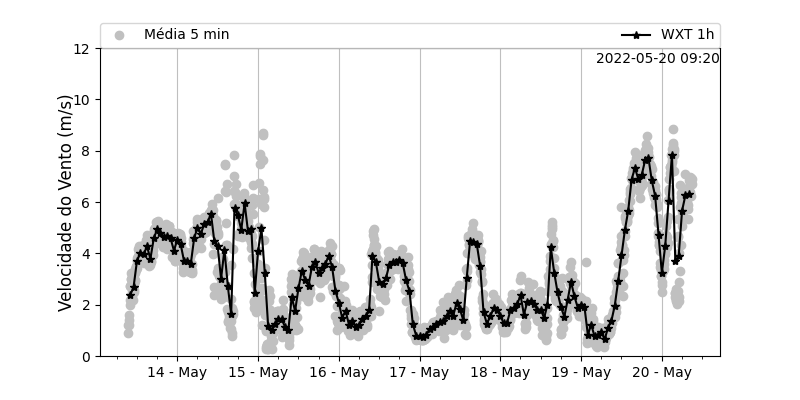 Média 5 min
WXT 1h
2022-05-20 09:20
Velocidade do Vento (m/s)
12
10
8
6
4
2
0
14 - May
15 - May
16 - May
17 - May
18 - May
19 - May
20 - May